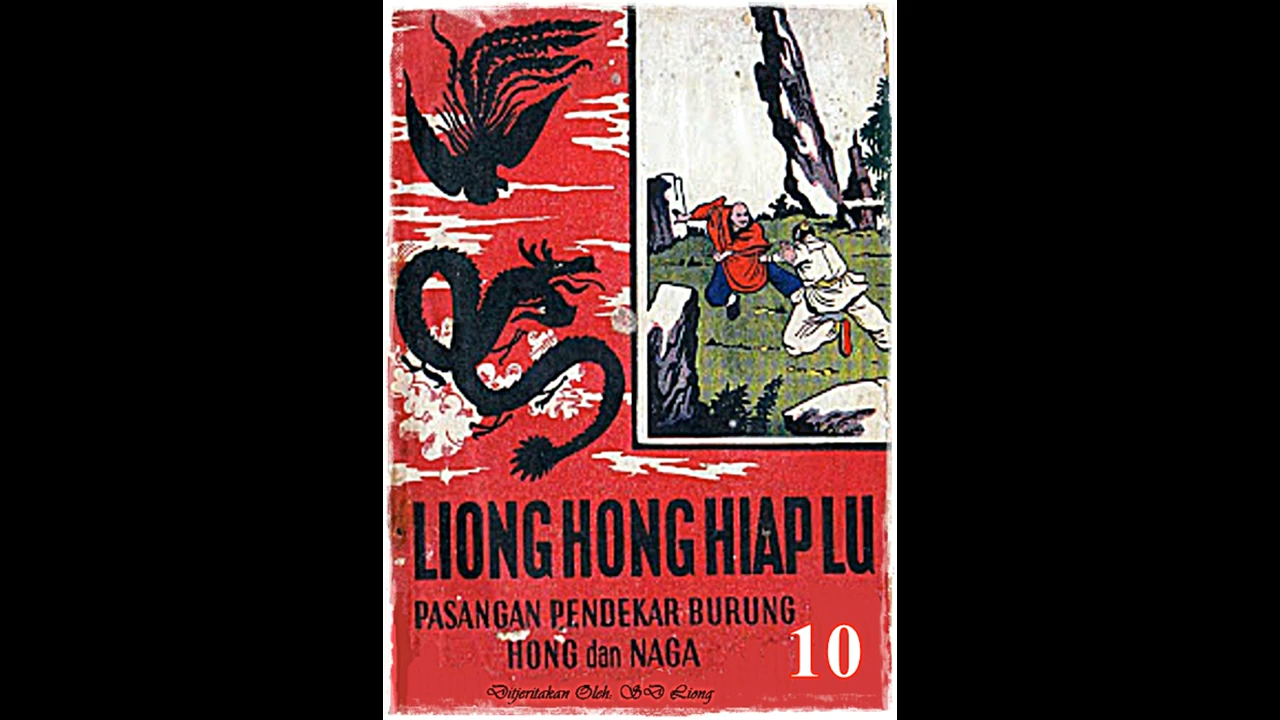 LIONG HONG HIAP LU
PASANGAN PENDEKAR BURUNG
HONG dan NAGA
10
Ditjeritakan Oleh: SD Liong